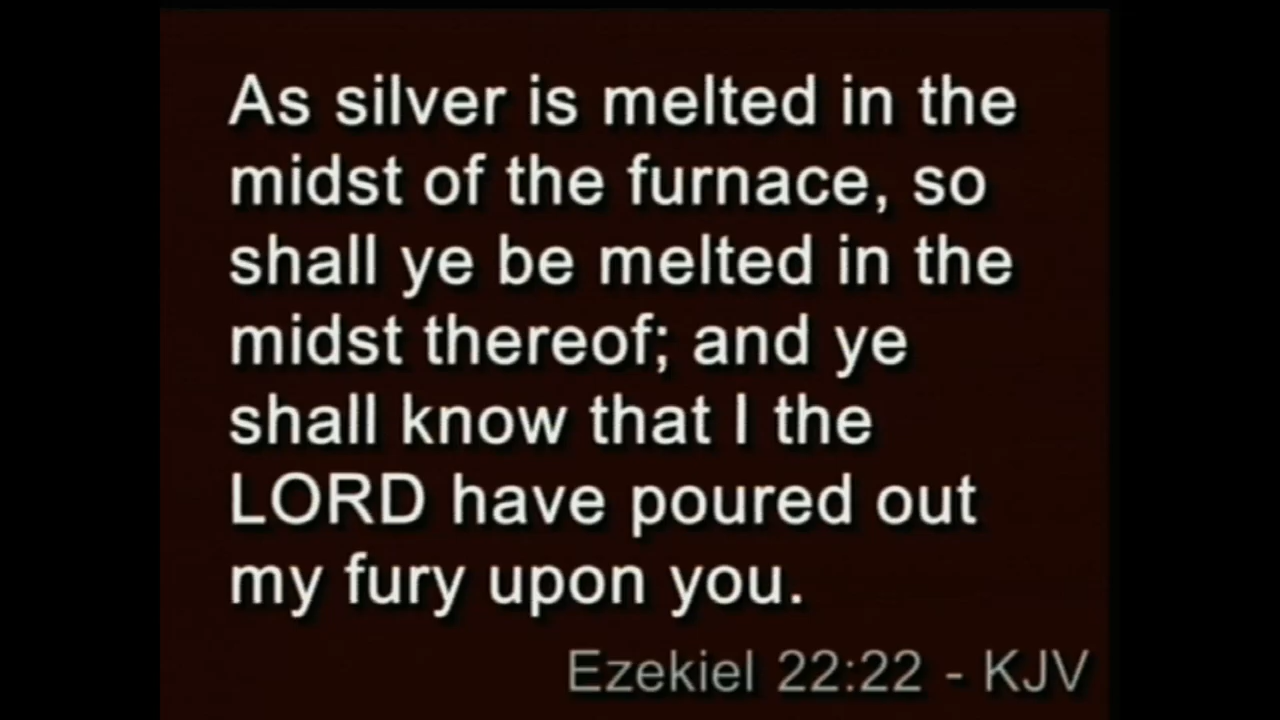 As silver is melted in the
midst of the furnace, so
shall ye be melted in the
midst thereof; and ye
shall know that I the
LORD have poured out
my fury upon you.
Ezekiel 22:22 - KJV